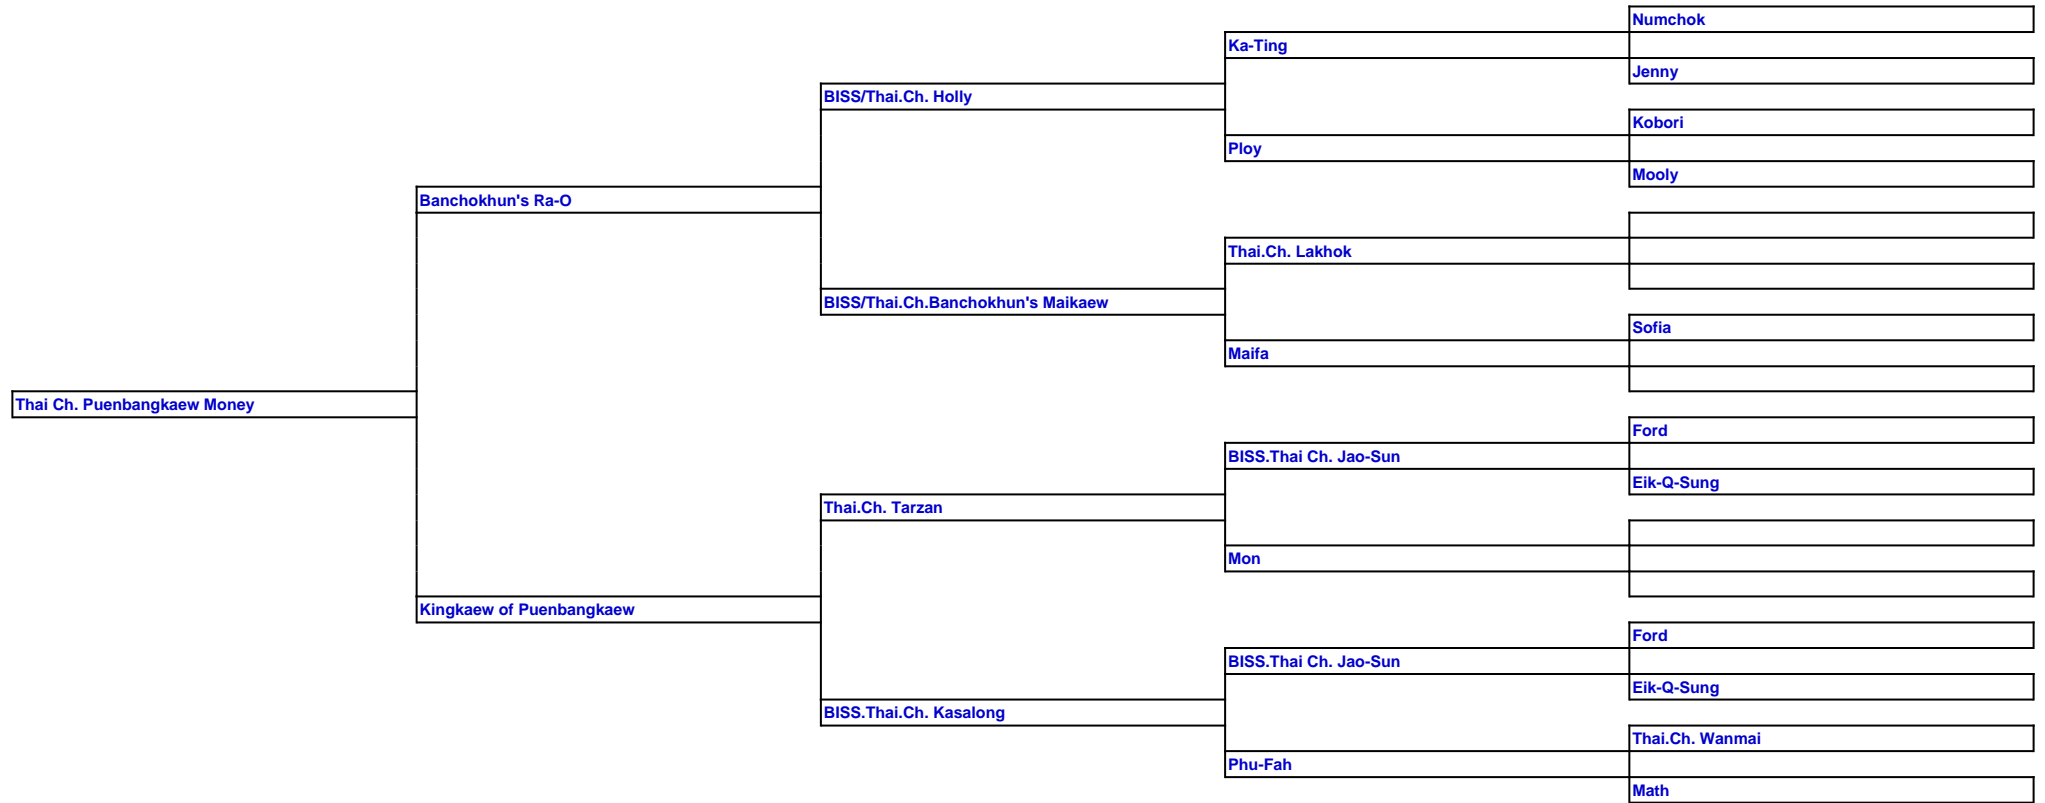 Numchok
Ka-Ting
Jenny
BISS/Thai.Ch. Holly
Kobori
Ploy
Mooly
Banchokhun's Ra-O
Thai.Ch. Lakhok
BISS/Thai.Ch.Banchokhun's Maikaew
Sofia
Maifa
Thai Ch. Puenbangkaew Money
Ford
BISS.Thai Ch. Jao-Sun
Eik-Q-Sung
Thai.Ch. Tarzan
Mon
Kingkaew of Puenbangkaew
Ford
BISS.Thai Ch. Jao-Sun
Eik-Q-Sung
BISS.Thai.Ch. Kasalong
Thai.Ch. Wanmai
Phu-Fah
Math